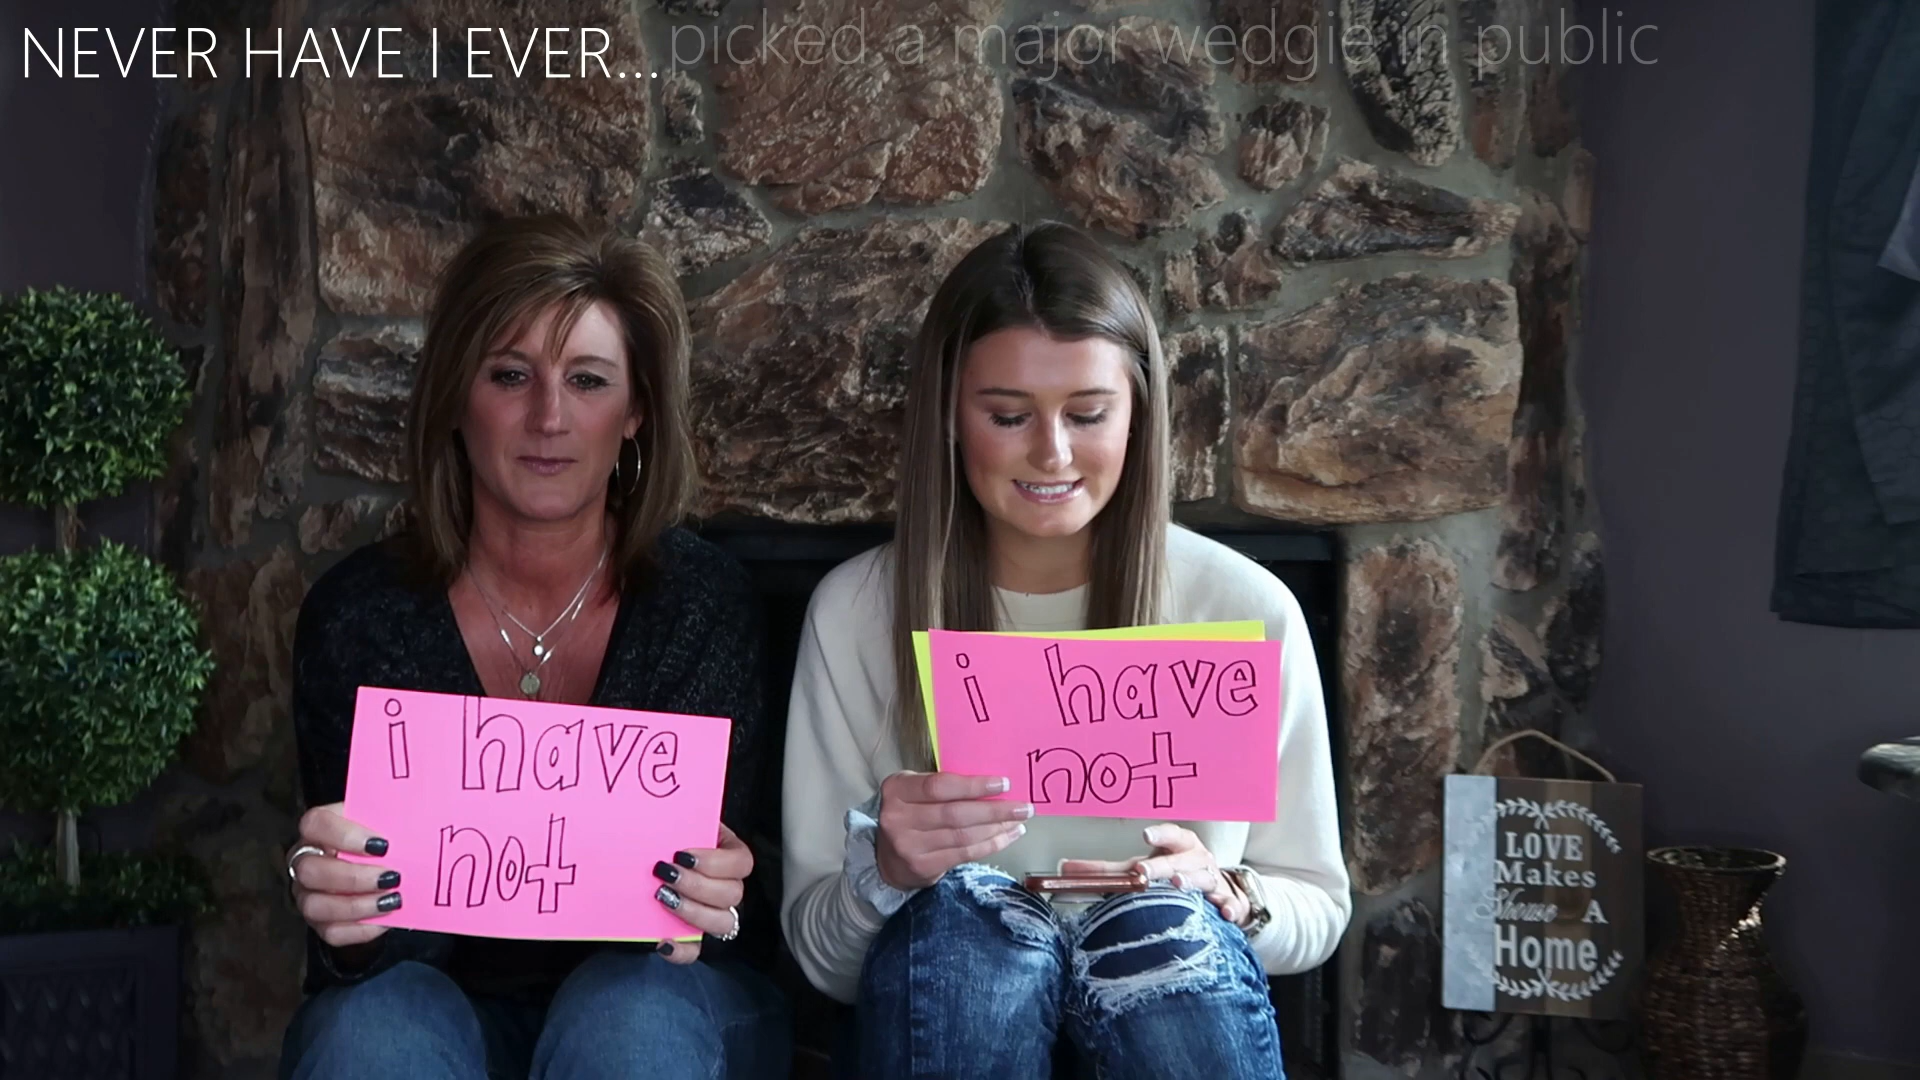 NEVER HAVE I EVER... picked a major wedgie in public
i have
not
i have
not
LOVE
Makes
House A
Home